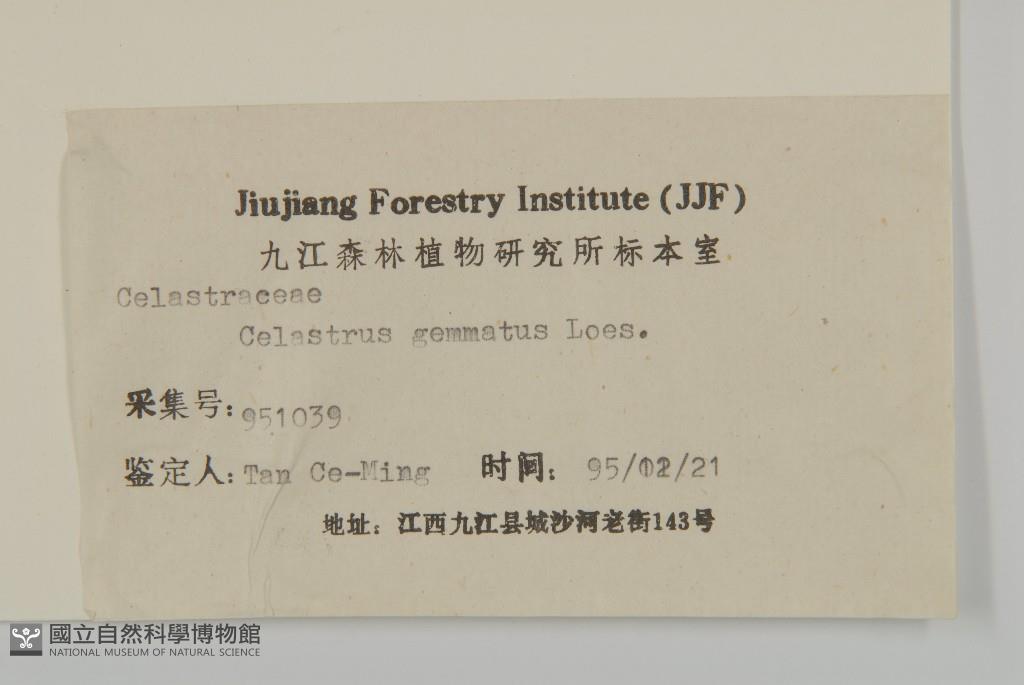 Jiujiang Forestry Institute (JJF)
九江森林植物研究所标本室
Celastraceae
Celastrus gemmatus Loes.
采集号: 951039
鉴定人: Tan Ce-Ming 时间: 95/12/21
地址: 江西九江县城沙河老街143号
國立自然科學博物館
NATIONAL MUSEUM OF NATURAL SCIENCE